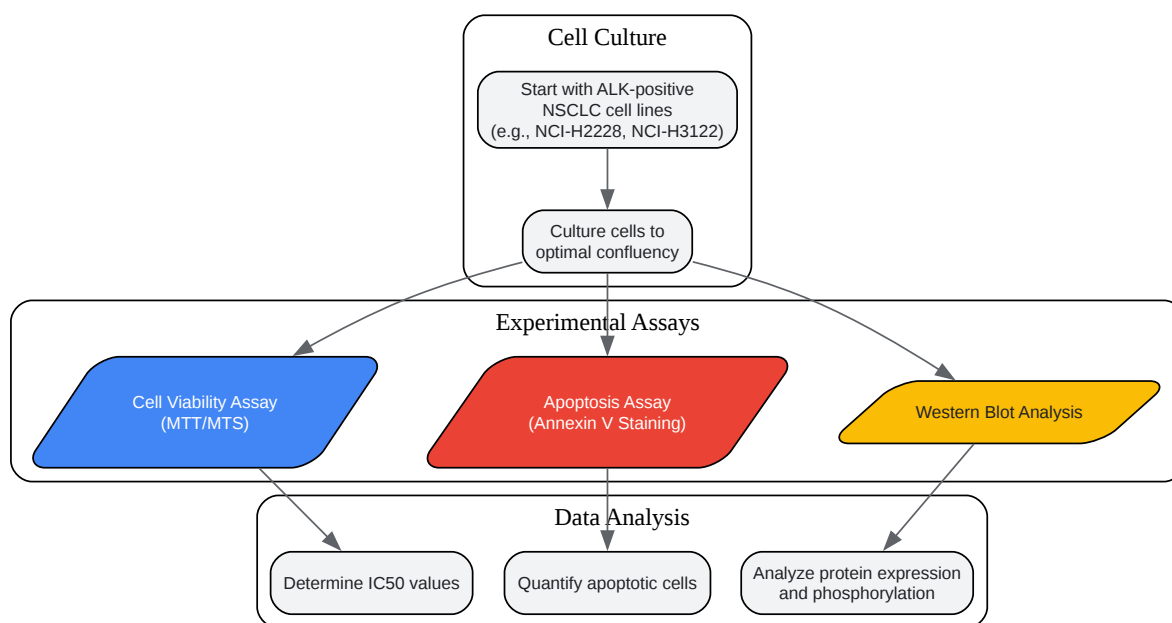 Cell Culture
Start with ALK-positive
NSCLC cell lines
(e.g., NCI-H2228, NCI-H3122)
Culture cells to
optimal confluency
Experimental Assays
Cell Viability Assay
(MTT/MTS)
Apoptosis Assay
(Annexin V Staining)
Western Blot Analysis
Data Analysis
Determine IC50 values
Quantify apoptotic cells
Analyze protein expression
and phosphorylation